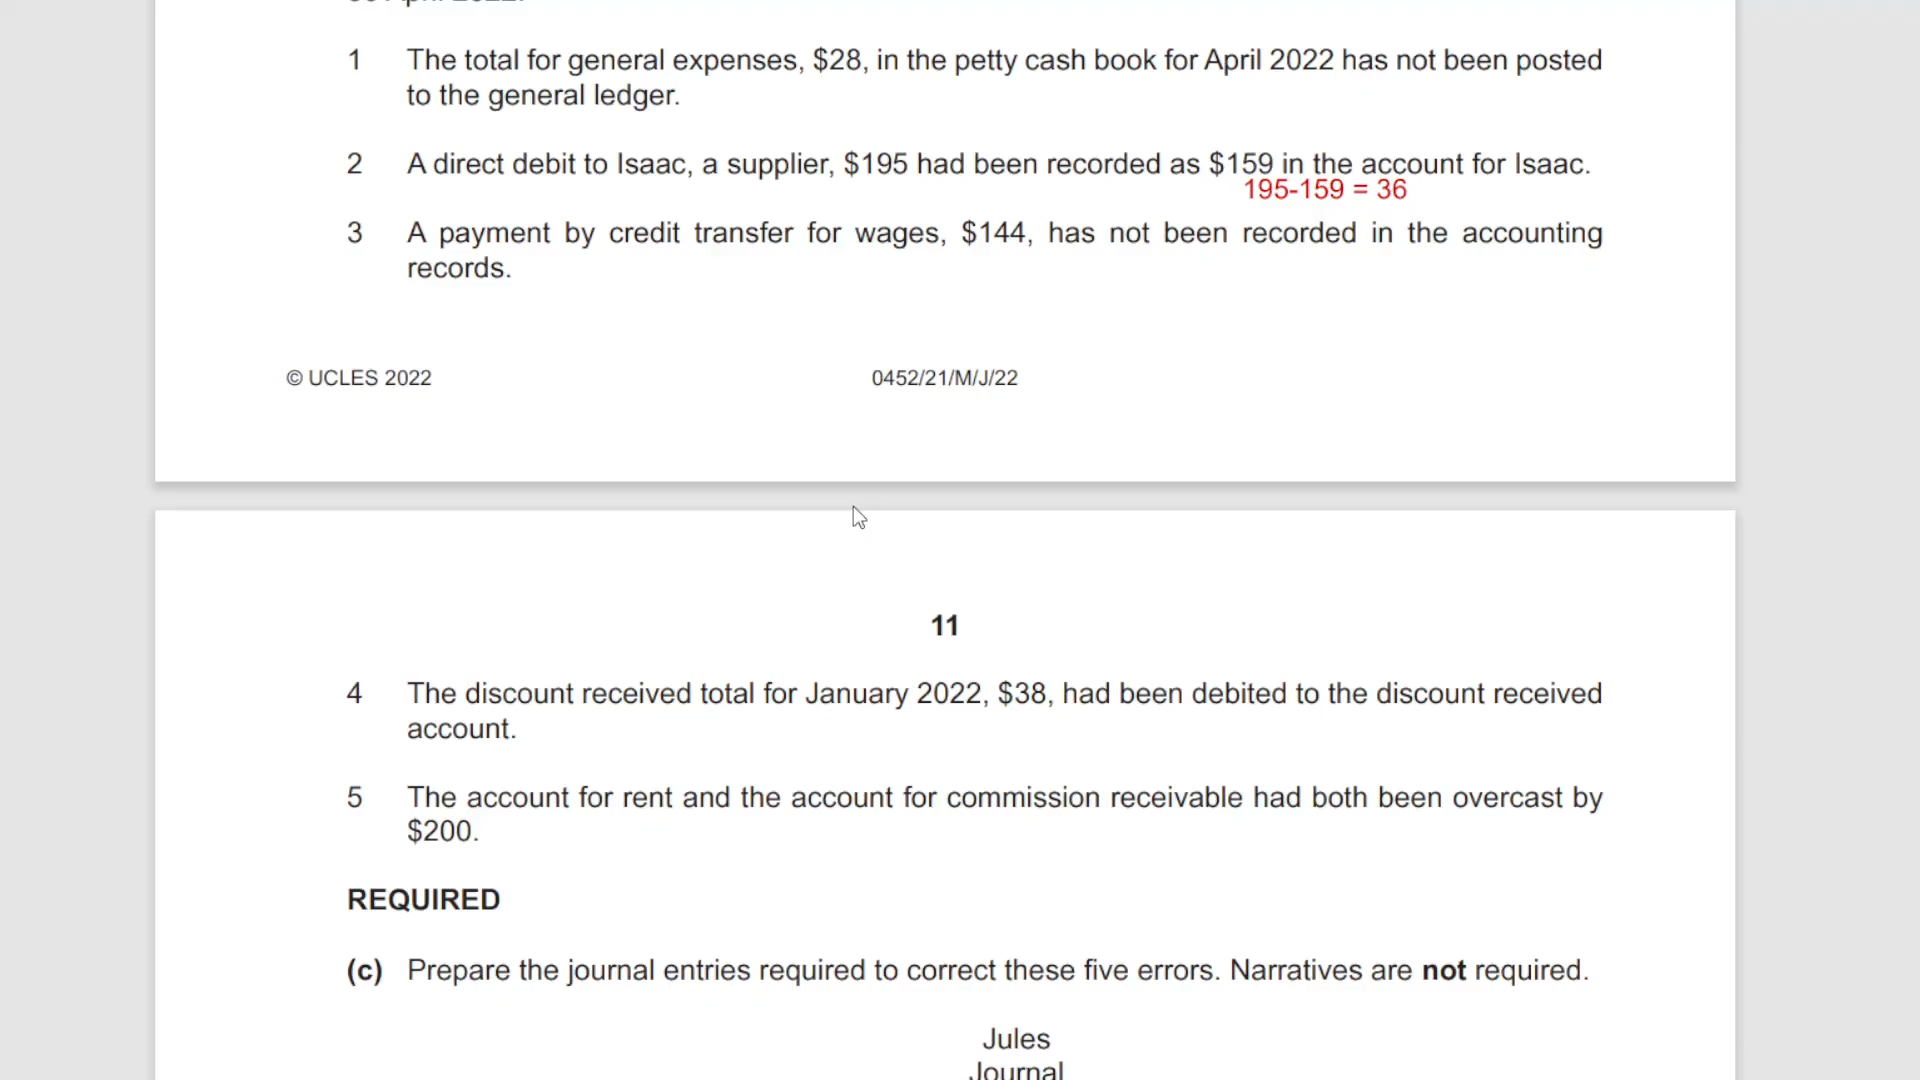 1 The total for general expenses, $28, in the petty cash book for April 2022 has not been posted
to the general ledger.
2 A direct debit to Isaac, a supplier, $195 had been recorded as $159 in the account for Isaac.
195-159 = 36
3 A payment by credit transfer for wages, $144, has not been recorded in the accounting
records.
© UCLES 2022 0452/21/M/J/22
11
4 The discount received total for January 2022, $38, had been debited to the discount received
account.
5 The account for rent and the account for commission receivable had both been overcast by
$200.
REQUIRED
(c) Prepare the journal entries required to correct these five errors. Narratives are not required.
Jules
Journal